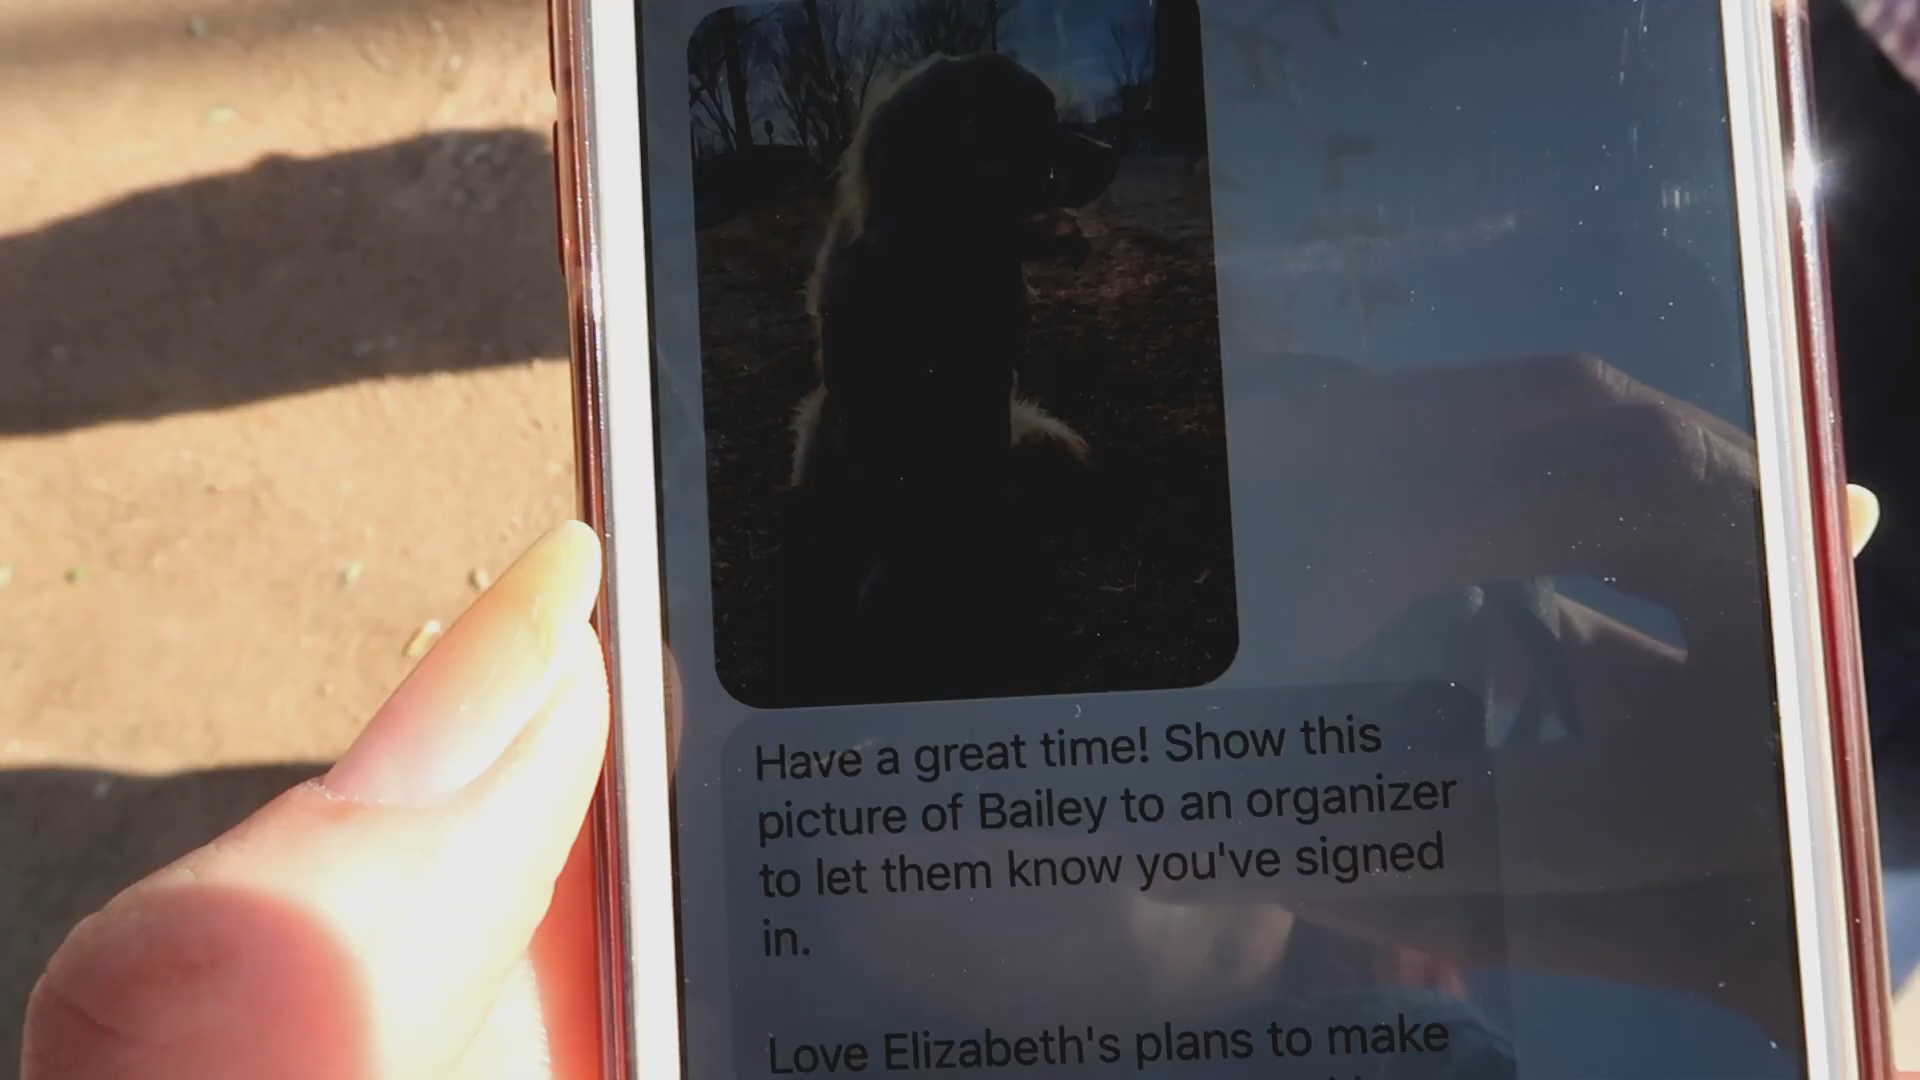 Have a great time! Show this
picture of Bailey to an organizer
to let them know you've signed
in.
Love Elizabeth's plans to make